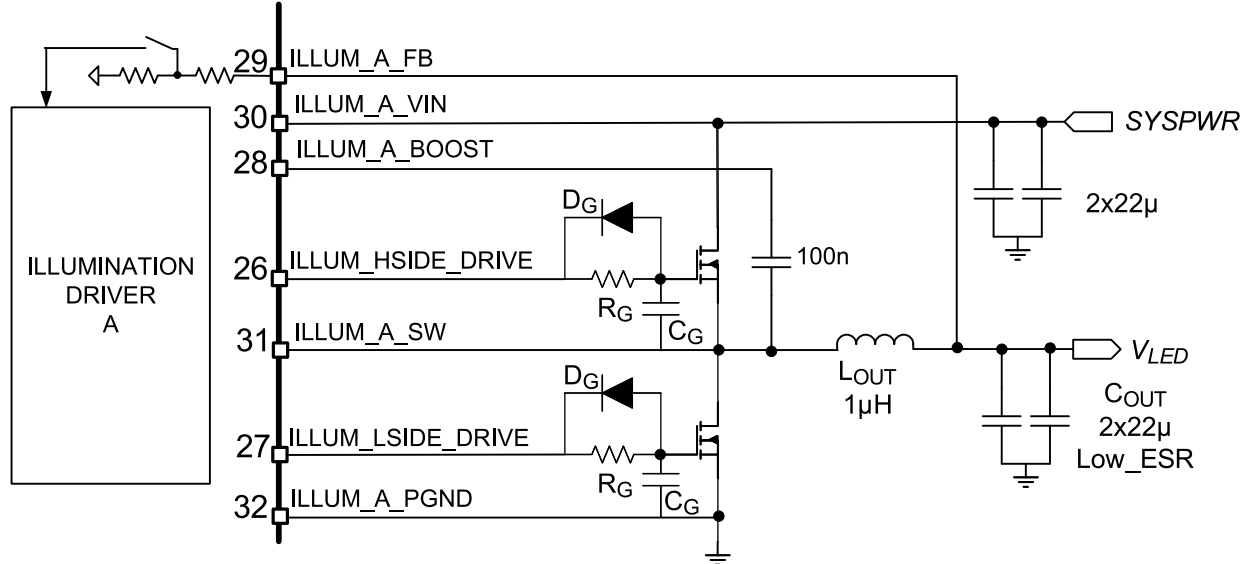 29
ILLUM_A_FB
30
ILLUM_A_VIN
SYSPWR
28
ILLUM_A_BOOST
2x22µ
DG
ILLUMINATION
DRIVER
A
26
ILLUM_HSIDE_DRIVE
100n
RG
CG
31
ILLUM_A_SW
VLED
LOUT
1µH
DG
COUT
2x22µ
Low_ESR
27
ILLUM_LSIDE_DRIVE
RG
CG
32
ILLUM_A_PGND